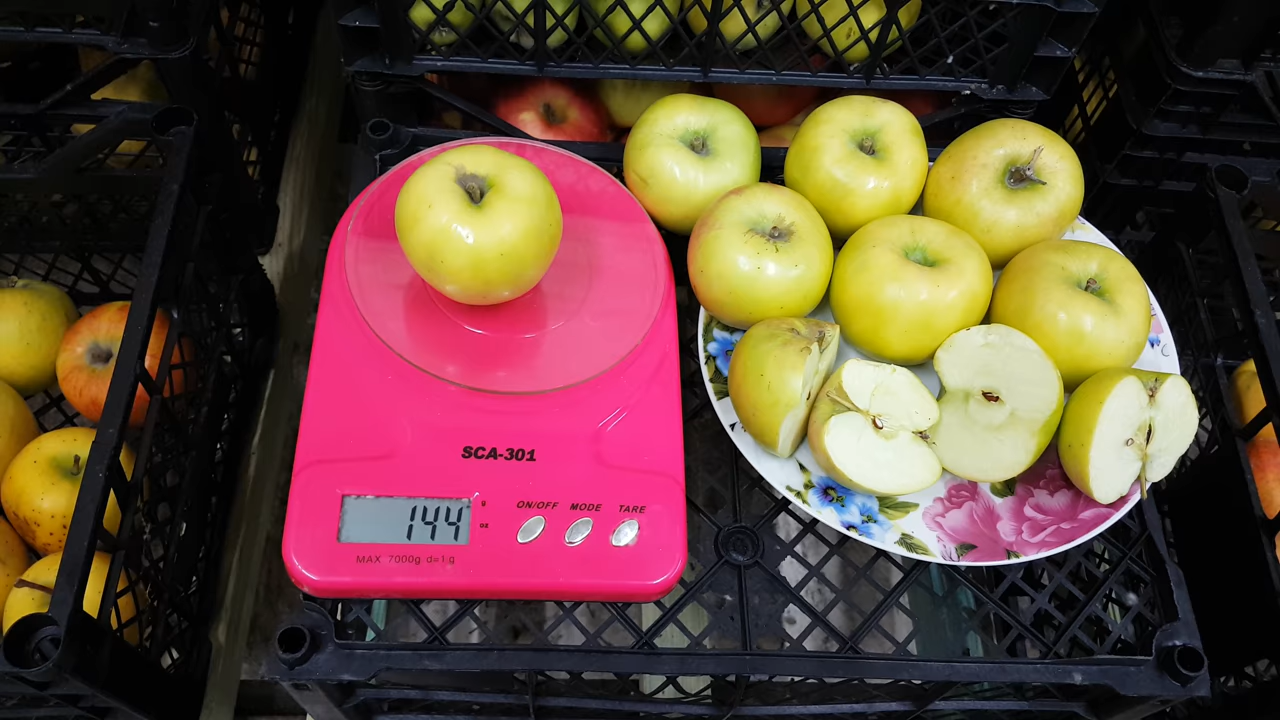 SCA-301
ON/OFF MODE TARE
144
g
oz
MAX 7000g d=1g